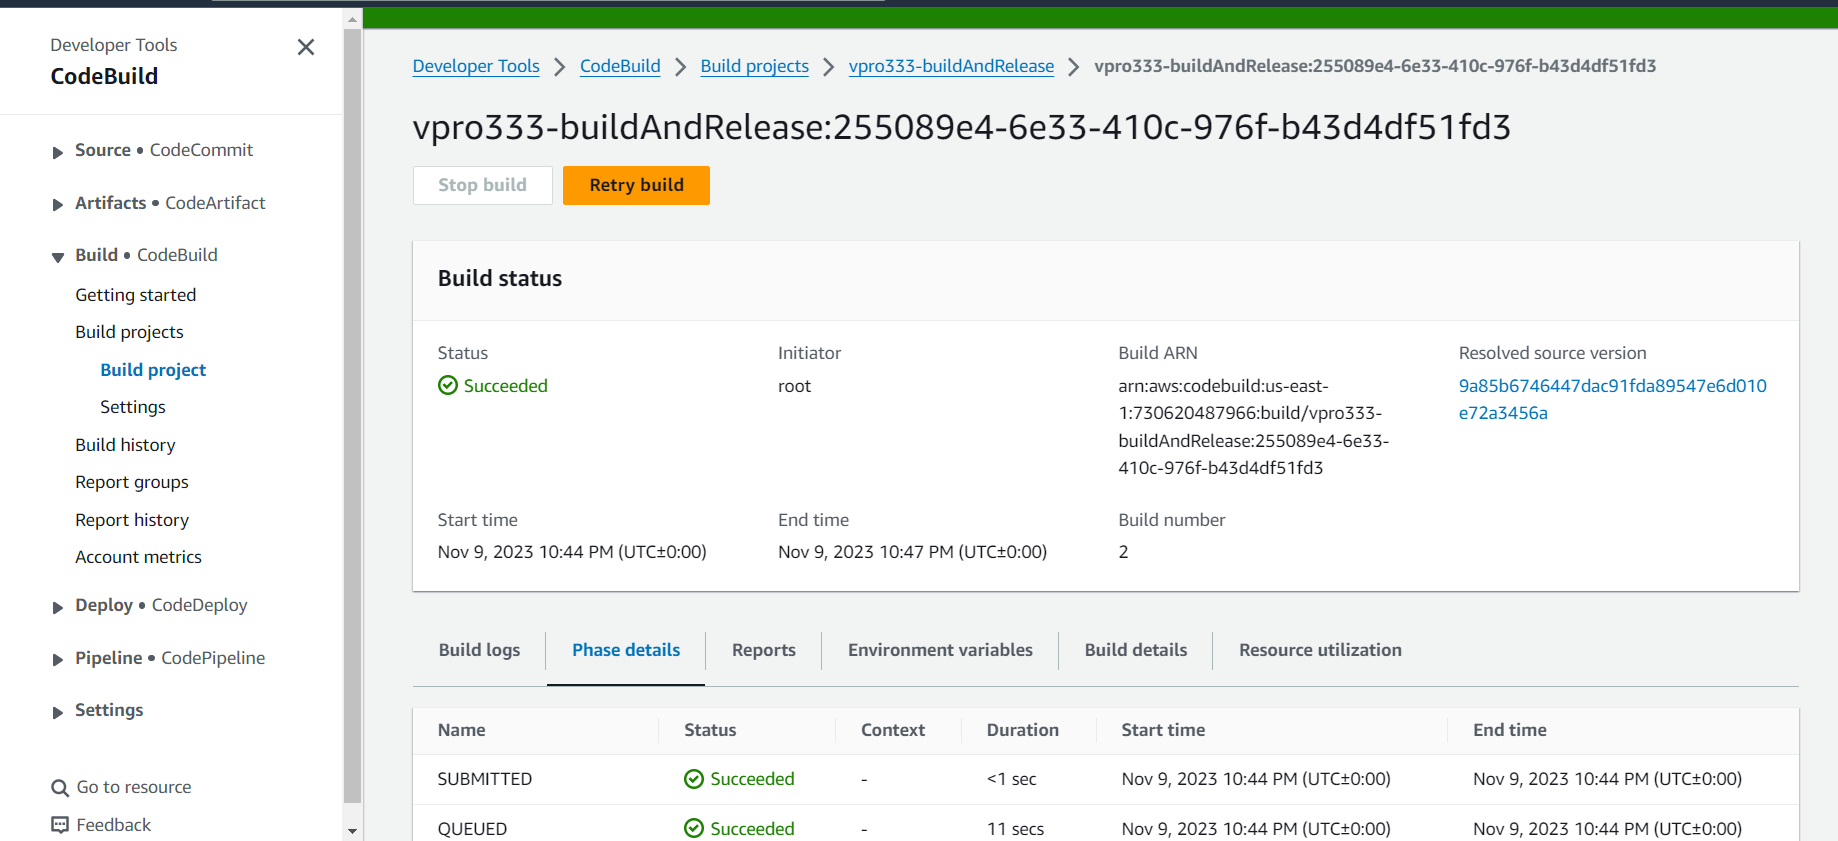 Developer Tools
CodeBuild
Source • CodeCommit
Artifacts • CodeArtifact
Build • CodeBuild
Getting started
Build projects
Build project
Settings
Build history
Report groups
Report history
Account metrics
Deploy • CodeDeploy
Pipeline • CodePipeline
Settings
Go to resource
Feedback
Developer Tools > CodeBuild > Build projects > vpro333-buildAndRelease > vpro333-buildAndRelease:255089e4-6e33-410c-976f-b43d4df51fd3
vpro333-buildAndRelease:255089e4-6e33-410c-976f-b43d4df51fd3
Stop build Retry build
Build status
Status Initiator Build ARN Resolved source version
Succeeded root arn:aws:codebuild:us-east- 9a85b6746447dac91fda89547e6d010
1:730620487966:build/vpro333- e72a3456a
buildAndRelease:255089e4-6e33-
410c-976f-b43d4df51fd3
Start time End time Build number
Nov 9, 2023 10:44 PM (UTC±0:00) Nov 9, 2023 10:47 PM (UTC±0:00) 2
Build logs Phase details Reports Environment variables Build details Resource utilization
Name Status Context Duration Start time End time
SUBMITTED Succeeded - <1 sec Nov 9, 2023 10:44 PM (UTC±0:00) Nov 9, 2023 10:44 PM (UTC±0:00)
QUEUED Succeeded - 11 secs Nov 9, 2023 10:44 PM (UTC±0:00) Nov 9, 2023 10:44 PM (UTC±0:00)